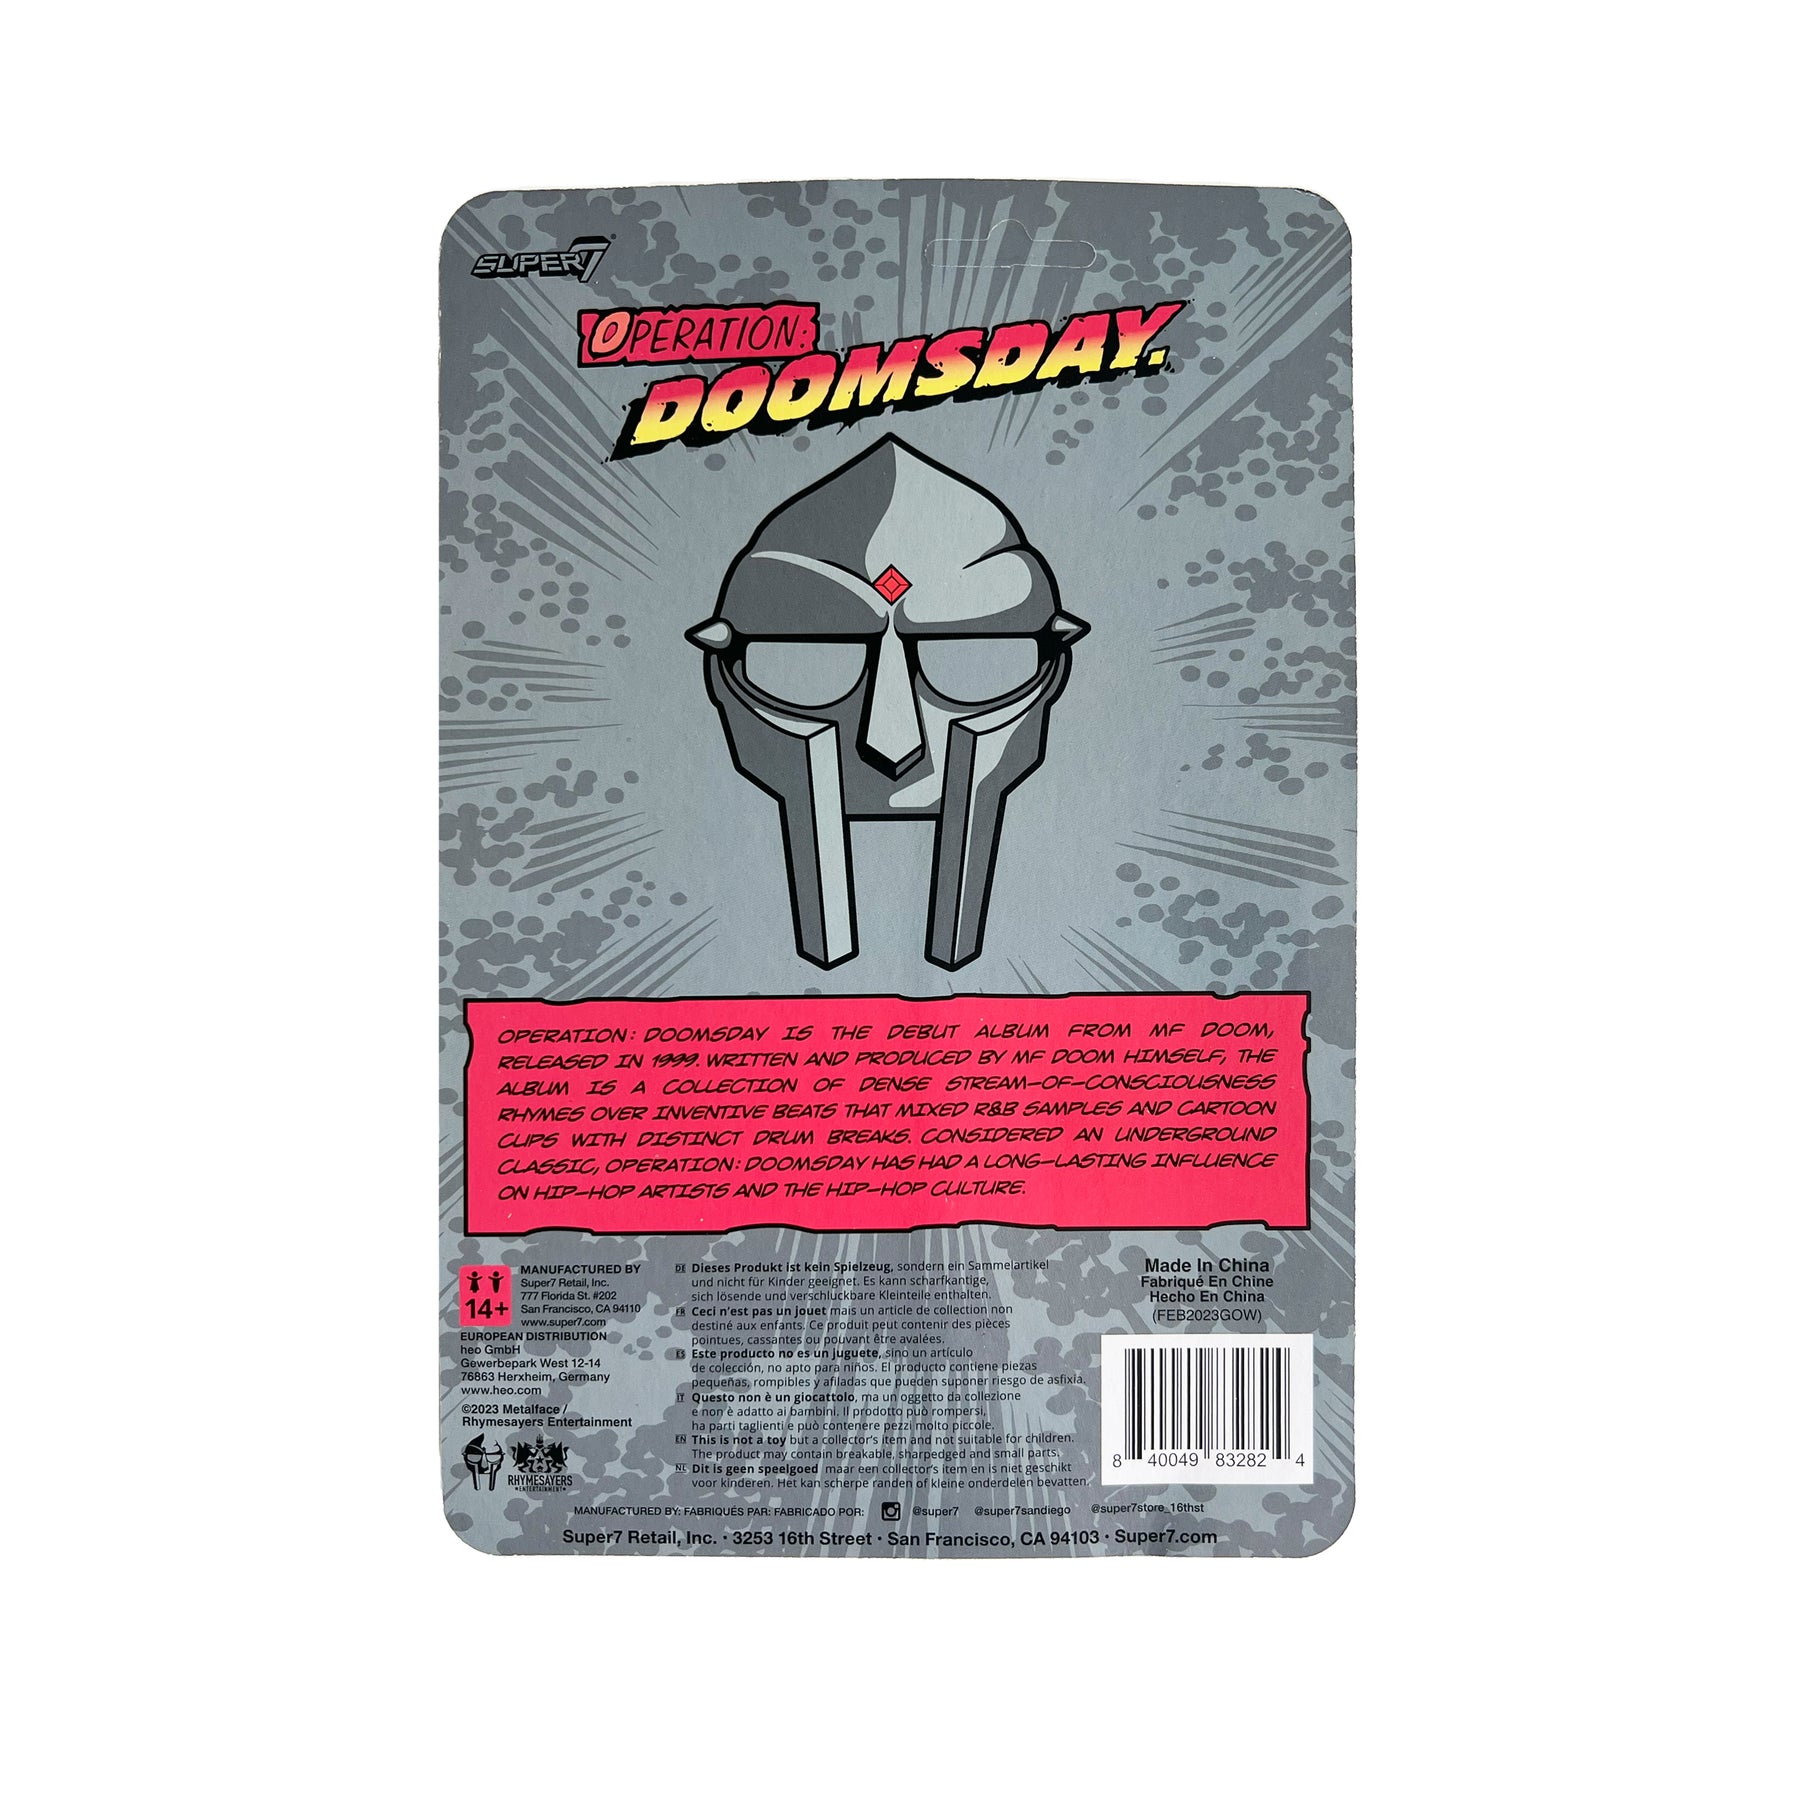 SUPER7
OPERATION:
DOOMSDAY.
OPERATION: DOOMSDAY IS THE DEBUT ALBUM FROM MF DOOM,
RELEASED IN 1999. WRITTEN AND PRODUCED BY MF DOOM HIMSELF, THE
ALBUM IS A COLLECTION OF DENSE STREAM-OF-CONSCIOUSNESS
RHYMES OVER INVENTIVE BEATS THAT MIXED R&B SAMPLES AND CARTOON
CLIPS WITH DISTINCT DRUM BREAKS. CONSIDERED AN UNDERGROUND
CLASSIC, OPERATION: DOOMSDAY HAS HAD A LONG-LASTING INFLUENCE
ON HIP-HOP ARTISTS AND THE HIP-HOP CULTURE.
14+
MANUFACTURED BY
Super7 Retail, Inc.
777 Florida St. #202
San Francisco, CA 94110
www.super7.com
EUROPEAN DISTRIBUTION
heo GmbH
Gewerbepark West 12-14
76863 Herxheim, Germany
www.heo.com
©2023 Metalface /
Rhymesayers Entertainment
RHYMESAYERS
ENTERTAINMENT
DE Dieses Produkt ist kein Spielzeug, sondern ein Sammelartikel
und nicht für Kinder geeignet. Es kann scharfkantige,
sich lösende und verschluckbare Kleinteile enthalten.
FR Ceci n'est pas un jouet mais un article de collection non
destiné aux enfants. Ce produit peut contenir des pièces
pointues, cassantes ou pouvant être avalées.
ES Este producto no es un juguete, sino un artículo
de colección, no apto para niños. El producto contiene piezas
pequeñas, rompibles y afiladas que pueden suponer riesgo de asfixia.
IT Questo non è un giocattolo, ma un oggetto da collezione
e non è adatto ai bambini. Il prodotto può rompersi,
ha parti taglienti e può contenere pezzi molto piccole.
EN This is not a toy but a collector's item and not suitable for children.
The product may contain breakable, sharpedged and small parts.
NL Dit is geen speelgoed maar een collector's item en is niet geschikt
voor kinderen. Het kan scherpe randen of kleine onderdelen bevatten.
Made In China
Fabriqué En Chine
Hecho En China
(FEB2023GOW)
8 40049 83282 4
MANUFACTURED BY: FABRIQUÉS PAR: FABRICADO POR: @super7 @super7sandiego @super7store_16thst
Super7 Retail, Inc. • 3253 16th Street • San Francisco, CA 94103 • Super7.com